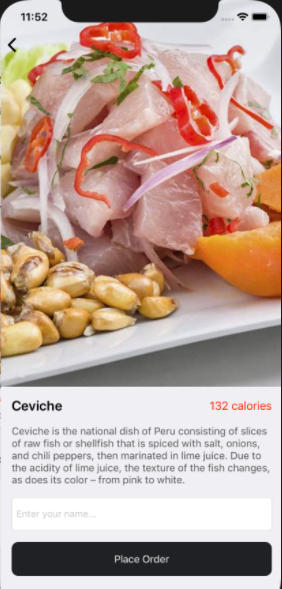 11:52
Ceviche 132 calories
Ceviche is the national dish of Peru consisting of slices
of raw fish or shellfish that is spiced with salt, onions,
and chili peppers, then marinated in lime juice. Due to
the acidity of lime juice, the texture of the fish changes,
as does its color – from pink to white.
Enter your name...
Place Order